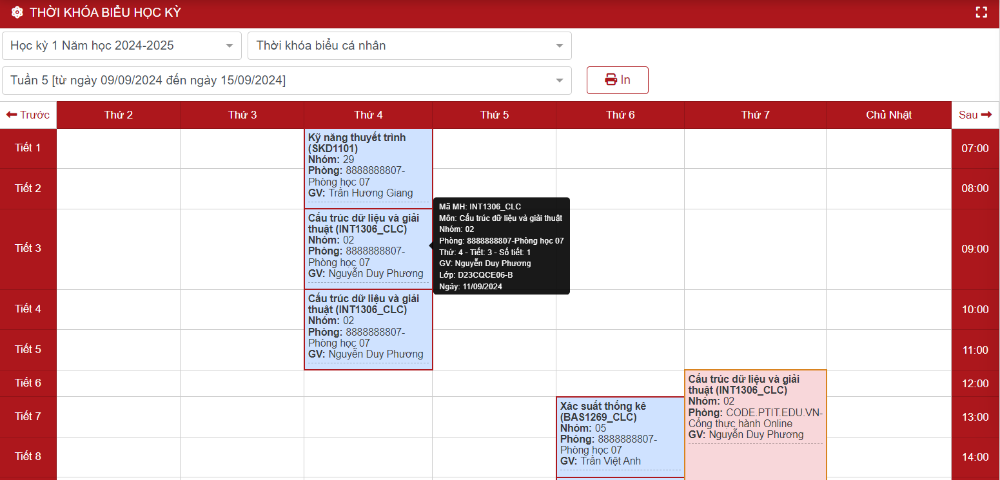 THỜI KHÓA BIỂU HỌC KỲ
Học kỳ 1 Năm học 2024-2025
Thời khóa biểu cá nhân
Tuần 5 [từ ngày 09/09/2024 đến ngày 15/09/2024]
In
Trước
Thứ 2
Thứ 3
Thứ 4
Thứ 5
Thứ 6
Thứ 7
Chủ Nhật
Sau
Tiết 1
07:00
Kỹ năng thuyết trình
(SKD1101)
Nhóm: 29
Phòng: 8888888807-
Phòng học 07
GV: Trần Hương Giang
Tiết 2
08:00
Tiết 3
09:00
Cấu trúc dữ liệu và giải
thuật (INT1306_CLC)
Nhóm: 02
Phòng: 8888888807-
Phòng học 07
GV: Nguyễn Duy Phương
Mã MH: INT1306_CLC
Môn: Cấu trúc dữ liệu và giải thuật
Nhóm: 02
Phòng: 8888888807-Phòng học 07
Thứ: 4 - Tiết: 3 - Số tiết: 1
GV: Nguyễn Duy Phương
Lớp: D23CQCE06-B
Ngày: 11/09/2024
Tiết 4
10:00
Cấu trúc dữ liệu và giải
thuật (INT1306_CLC)
Nhóm: 02
Phòng: 8888888807-
Phòng học 07
GV: Nguyễn Duy Phương
Tiết 5
11:00
Tiết 6
12:00
Cấu trúc dữ liệu và giải
thuật (INT1306_CLC)
Nhóm: 02
Phòng: CODE.PTIT.EDU.VN-
Cổng thực hành Online
GV: Nguyễn Duy Phương
Tiết 7
13:00
Xác suất thống kê
(BAS1269_CLC)
Nhóm: 05
Phòng: 8888888807-
Phòng học 07
GV: Trần Việt Anh
Tiết 8
14:00